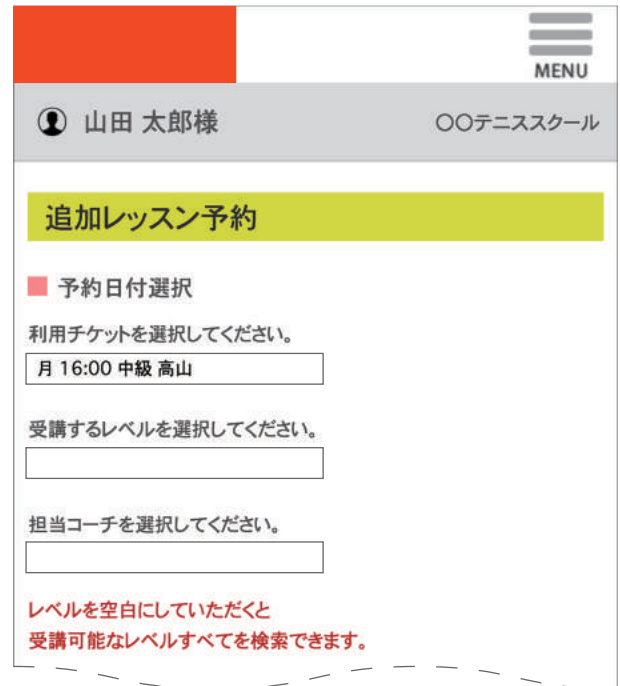 MENU
山田 太郎様
〇〇テニススクール
追加レッスン予約
予約日付選択
利用チケットを選択してください。
月 16:00 中級 高山
受講するレベルを選択してください。
担当コーチを選択してください。
レベルを空白にしていただくと
受講可能なレベルすべてを検索できます。